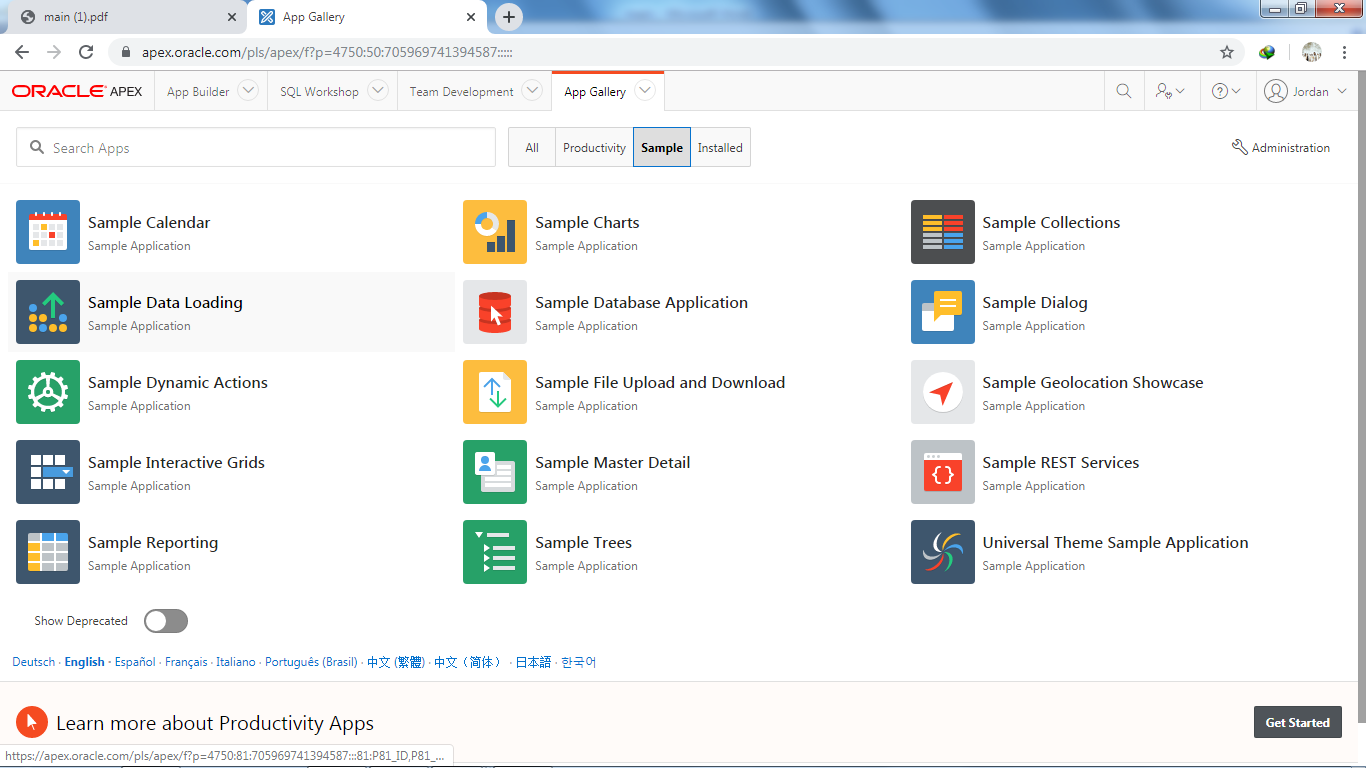 main (1).pdf
App Gallery
apex.oracle.com/pls/apex/f?p=4750:50:705969741394587:::::
ORACLE APEX
App Builder
SQL Workshop
Team Development
App Gallery
Jordan
Search Apps
All
Productivity
Sample
Installed
Administration
Sample Calendar
Sample Application
Sample Charts
Sample Application
Sample Collections
Sample Application
Sample Data Loading
Sample Application
Sample Database Application
Sample Application
Sample Dialog
Sample Application
Sample Dynamic Actions
Sample Application
Sample File Upload and Download
Sample Application
Sample Geolocation Showcase
Sample Application
Sample Interactive Grids
Sample Application
Sample Master Detail
Sample Application
Sample REST Services
Sample Application
Sample Reporting
Sample Application
Sample Trees
Sample Application
Universal Theme Sample Application
Sample Application
Show Deprecated
Deutsch · English · Español · Français · Italiano · Português (Brasil) · 中文 (繁體) · 中文（简体） · 日本語 · 한국어
Learn more about Productivity Apps
Get Started
https://apex.oracle.com/pls/apex/f?p=4750:81:705969741394587:::81:P81_ID,P81_...